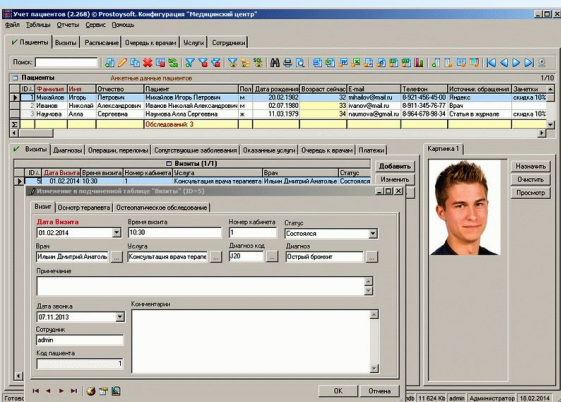 Учет пациентов (2.268) © Prostoysoft. Конфигурация "Медицинский центр"
Файл Таблицы Отчеты Сервис Помощь
Пациенты Визиты Расписание Очередь к врачам Услуги Сотрудники
Поиск:
Пациенты Анкетные данные пациентов 1/10
ID Фамилия Имя Отчество Пациент Пол Дата рождения Возраст сейчас E-mail Телефон Источник обращения Заметки
1 Михайлов Игорь Петрович Михайлов Игорь Петрович м 20.02.1982 32 mihailov@mail.ru 8-921-456-45-00 Яндекс скидка 10%
2 Иванов Николай Александрович Иванов Николай Александрович м 02.07.1980 33 ivanov@mail.ru 8-911-345-76-77 Врач
3 Наумова Алла Сергеевна Наумова Алла Сергеевна ж 11.03.1979 34 naumova@gmail.ru 8-964-678-98-34 Статья в журнале скидка 10%
Обследований: 3
Визиты Диагнозы Операции, переломы Сопутствующие заболевания Оказанные услуги Очередь к врачам Платежи Картинка 1
Визиты (1/1) Добавить Назначить
ID Дата Визита Время визита Номер кабинета Услуга Врач Статус
5 01.02.2014 10:30 1 Консультация врача терапевта Ильин Дмитрий Анатольевич Состоялся Изменить Очистить
Просмотр
Изменение в подчиненной таблице "Визиты" (ID=5)
Визит Осмотр терапевта Остеопатическое обследование
Дата Визита Время визита Номер кабинета Статус
01.02.2014 10:30 1 Состоялся
Врач Услуга Диагноз код Диагноз
Ильин Дмитрий Анатоль ... Консультация врача терапе ... J20 ... Острый бронхит ...
Примечание
Дата звонка Комментарии
07.11.2013
Сотрудник
admin
Код пациента
1
OK Отмена
Готово mdb 11 624 Kb admin Администратор 18.02.2014